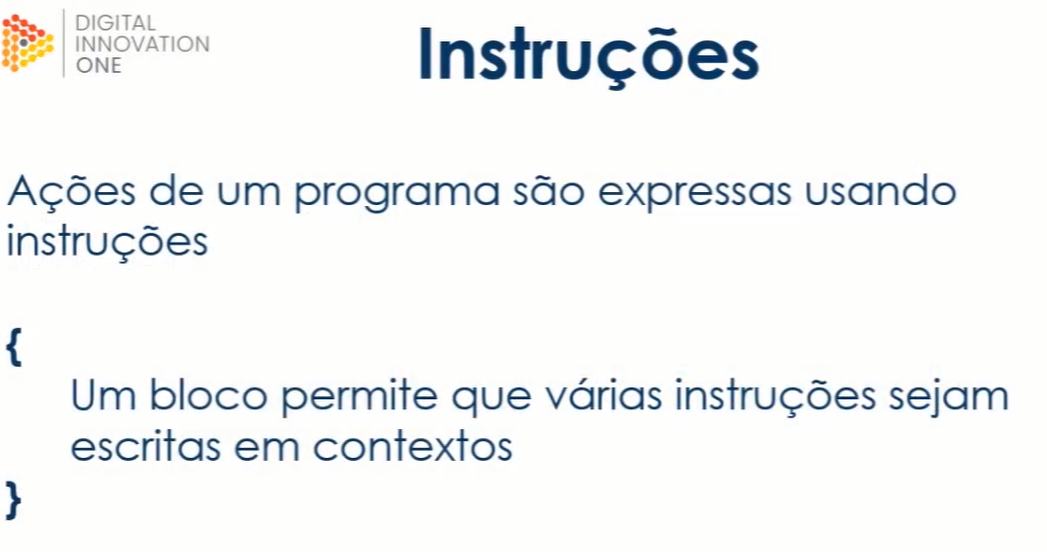 DIGITAL
INNOVATION
ONE
Instruções
Ações de um programa são expressas usando
instruções
{
Um bloco permite que várias instruções sejam
escritas em contextos
}